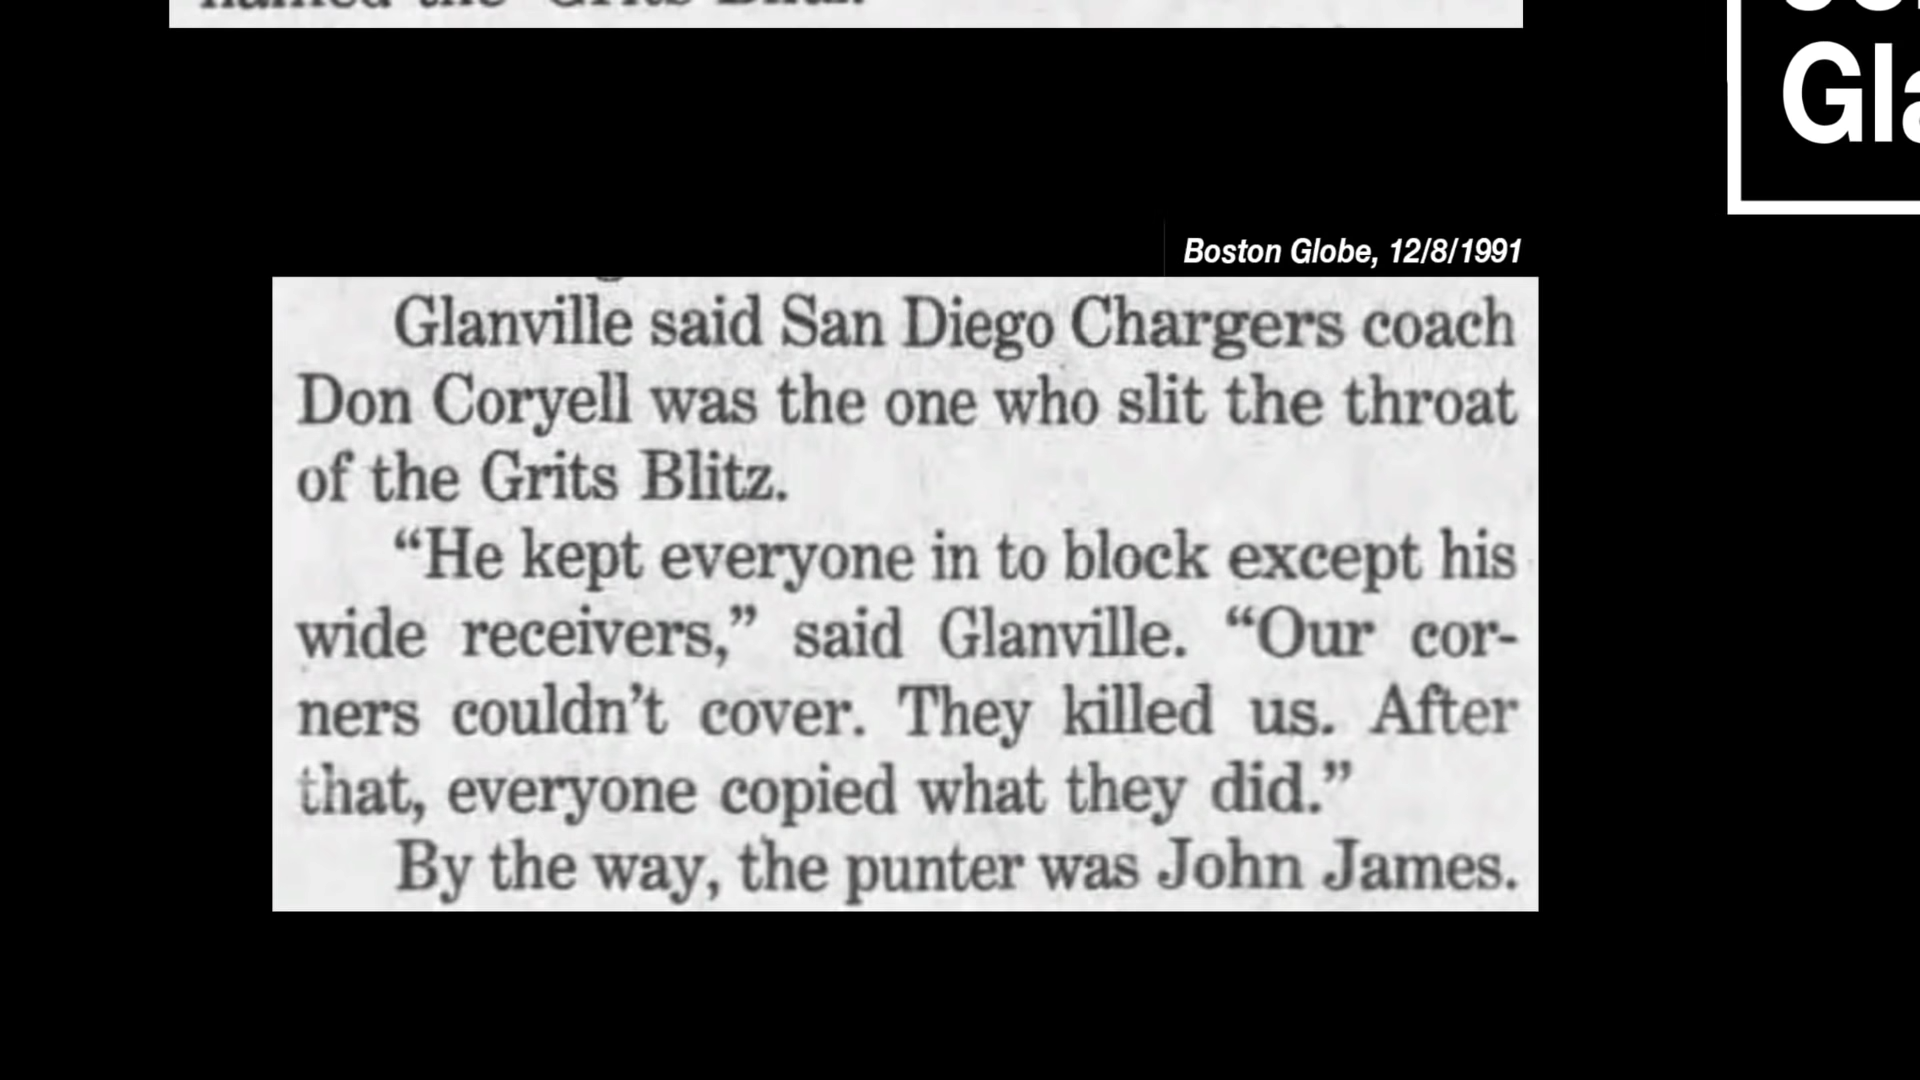 Boston Globe, 12/8/1991
Glanville said San Diego Chargers coach
Don Coryell was the one who slit the throat
of the Grits Blitz.
“He kept everyone in to block except his
wide receivers,” said Glanville. “Our cor-
ners couldn’t cover. They killed us. After
that, everyone copied what they did.”
By the way, the punter was John James.